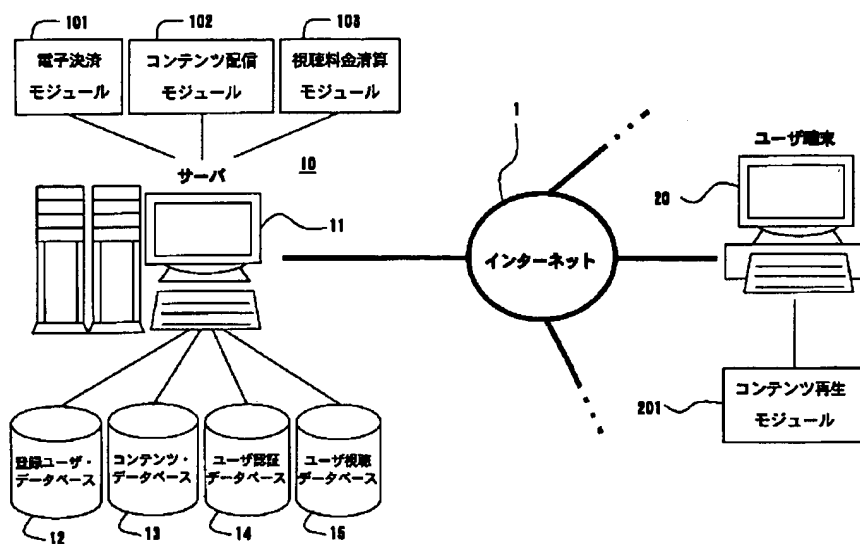 101
102
103
電子決済
モジュール
コンテンツ配信
モジュール
視聴料金清算
モジュール
サーバ
10
11
1
インターネット
ユーザ端末
20
コンテンツ再生
モジュール
201
登録ユーザ・
データベース
コンテンツ・
データベース
ユーザ認証
データベース
ユーザ視聴
データベース
12
13
14
15